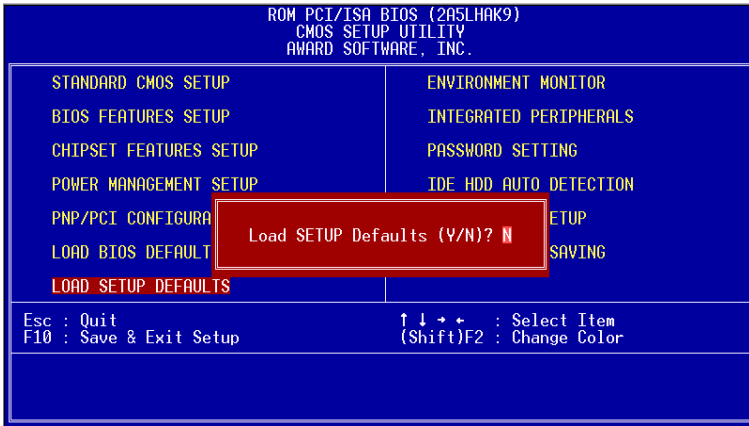 ROM PCI/ISA BIOS (2A5LHAK9)
CMOS SETUP UTILITY
AWARD SOFTWARE, INC.
STANDARD CMOS SETUP
BIOS FEATURES SETUP
CHIPSET FEATURES SETUP
POWER MANAGEMENT SETUP
PNP/PCI CONFIGURA
LOAD BIOS DEFAULT
LOAD SETUP DEFAULTS
ENVIRONMENT MONITOR
INTEGRATED PERIPHERALS
PASSWORD SETTING
IDE HDD AUTO DETECTION
ETUP
SAVING
Load SETUP Defaults (Y/N)? N
Esc : Quit
F10 : Save & Exit Setup
↑ ↓ → ← : Select Item
(Shift)F2 : Change Color